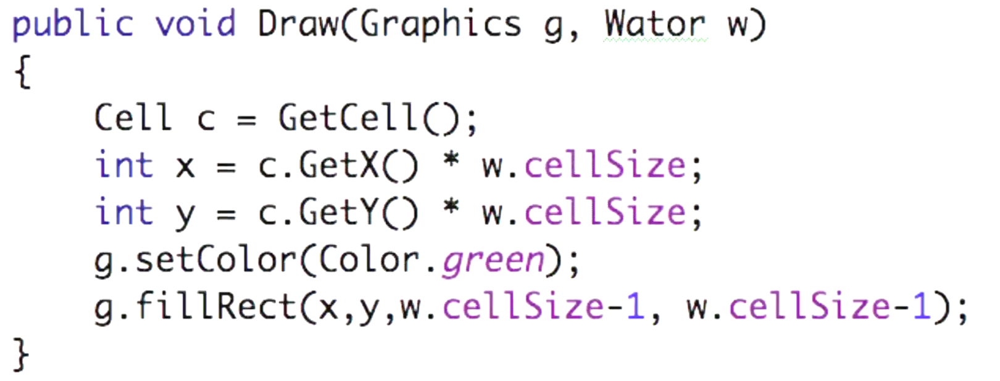 public void Draw(Graphics g, Wator w)
{
    Cell c = GetCell();
    int x = c.GetX() * w.cellSize;
    int y = c.GetY() * w.cellSize;
    g.setColor(Color.green);
    g.fillRect(x,y,w.cellSize-1, w.cellSize-1);
}